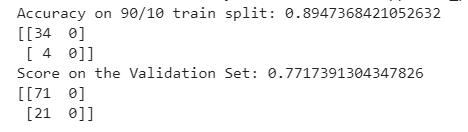 Accuracy on 90/10 train split: 0.8947368421052632
[[34  0]
 [ 4  0]]
Score on the Validation Set: 0.7717391304347826
[[71  0]
 [21  0]]